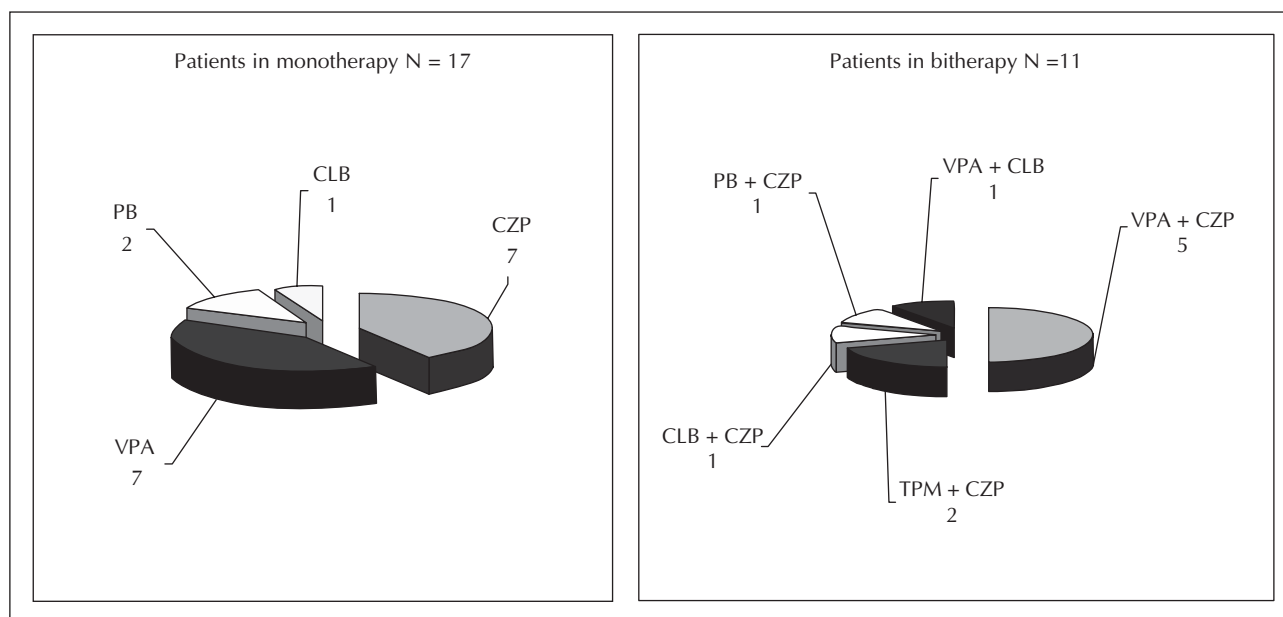 Patients in monotherapy N = 17
CLB
1
PB
2
CZP
7
VPA
7
Patients in bitherapy N =11
VPA + CLB
1
PB + CZP
1
VPA + CZP
5
CLB + CZP
1
TPM + CZP
2